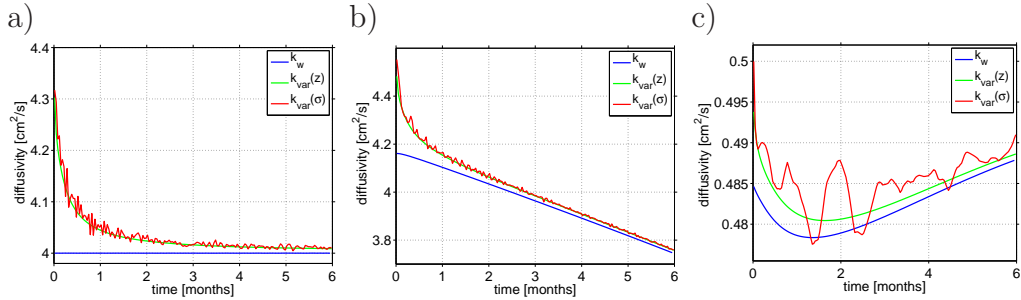 a)
4.4
4.3
4.2
4.1
4
diffusivity [cm²/s]
0 1 2 3 4 5 6
time [months]
k_w
k_var(z)
k_var(σ)
b)
4.4
4.2
4
3.8
diffusivity [cm²/s]
0 1 2 3 4 5 6
time [months]
k_w
k_var(z)
k_var(σ)
c)
0.5
0.495
0.49
0.485
0.48
diffusivity [cm²/s]
0 2 4 6
time [months]
k_w
k_var(z)
k_var(σ)